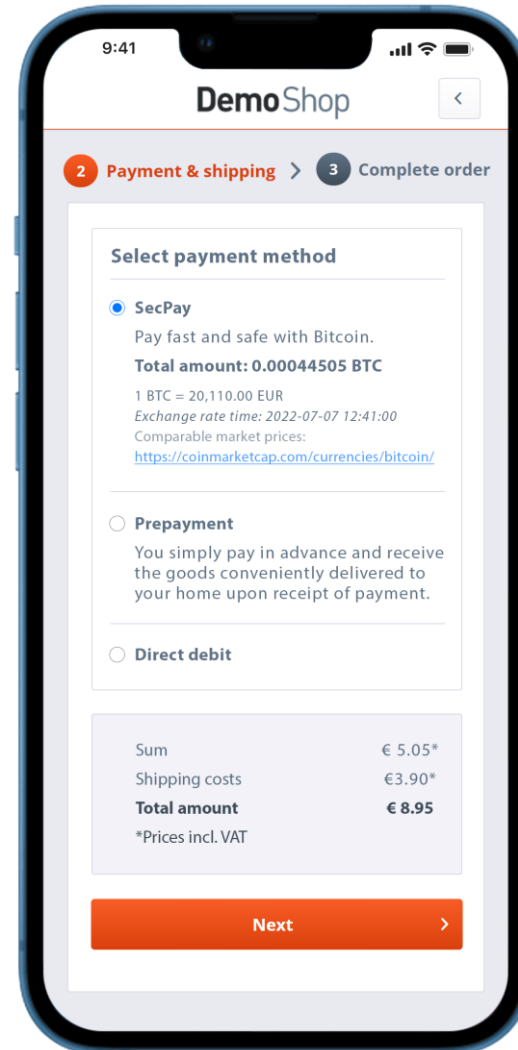 9:41
DemoShop
2 Payment & shipping > 3 Complete order
Select payment method
SecPay
Pay fast and safe with Bitcoin.
Total amount: 0.00044505 BTC
1 BTC = 20,110.00 EUR
Exchange rate time: 2022-07-07 12:41:00
Comparable market prices:
https://coinmarketcap.com/currencies/bitcoin/
Prepayment
You simply pay in advance and receive
the goods conveniently delivered to
your home upon receipt of payment.
Direct debit
Sum € 5.05*
Shipping costs €3.90*
Total amount € 8.95
*Prices incl. VAT
Next